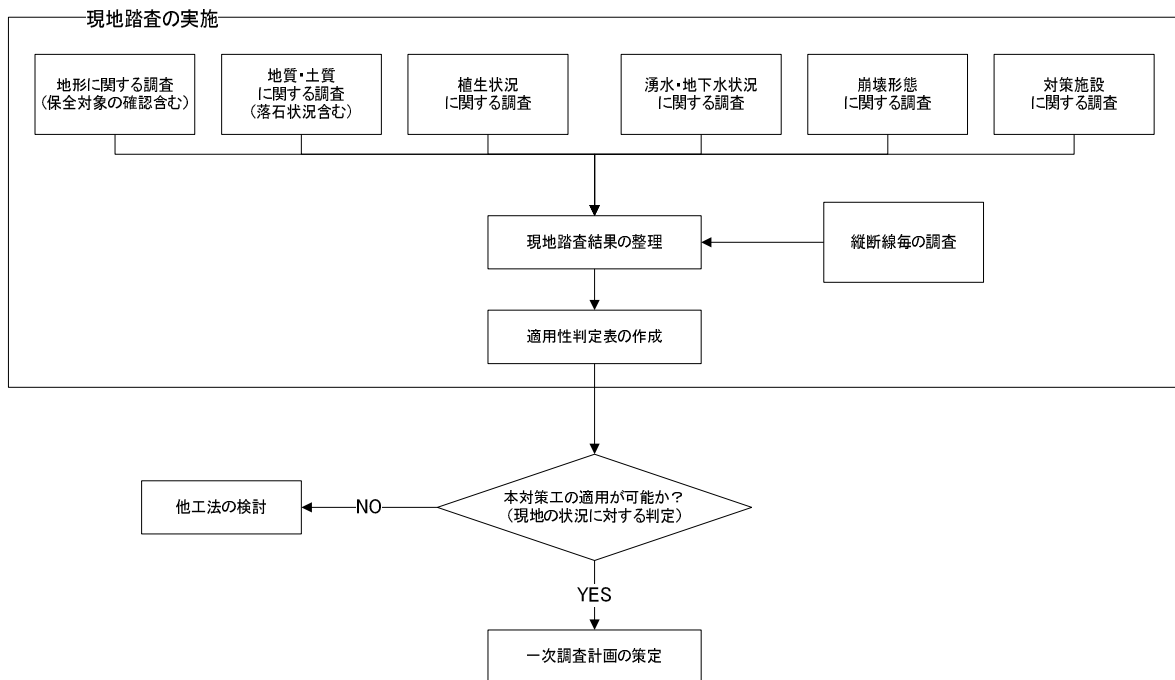 現地踏査の実施
地形に関する調査
(保全対象の確認含む)
地質・土質
に関する調査
(落石状況含む)
植生状況
に関する調査
湧水・地下水状況
に関する調査
崩壊形態
に関する調査
対策施設
に関する調査
現地踏査結果の整理
縦断線毎の調査
適用性判定表の作成
本対策工の適用が可能か？
(現地の状況に対する判定)
NO
他工法の検討
YES
一次調査計画の策定